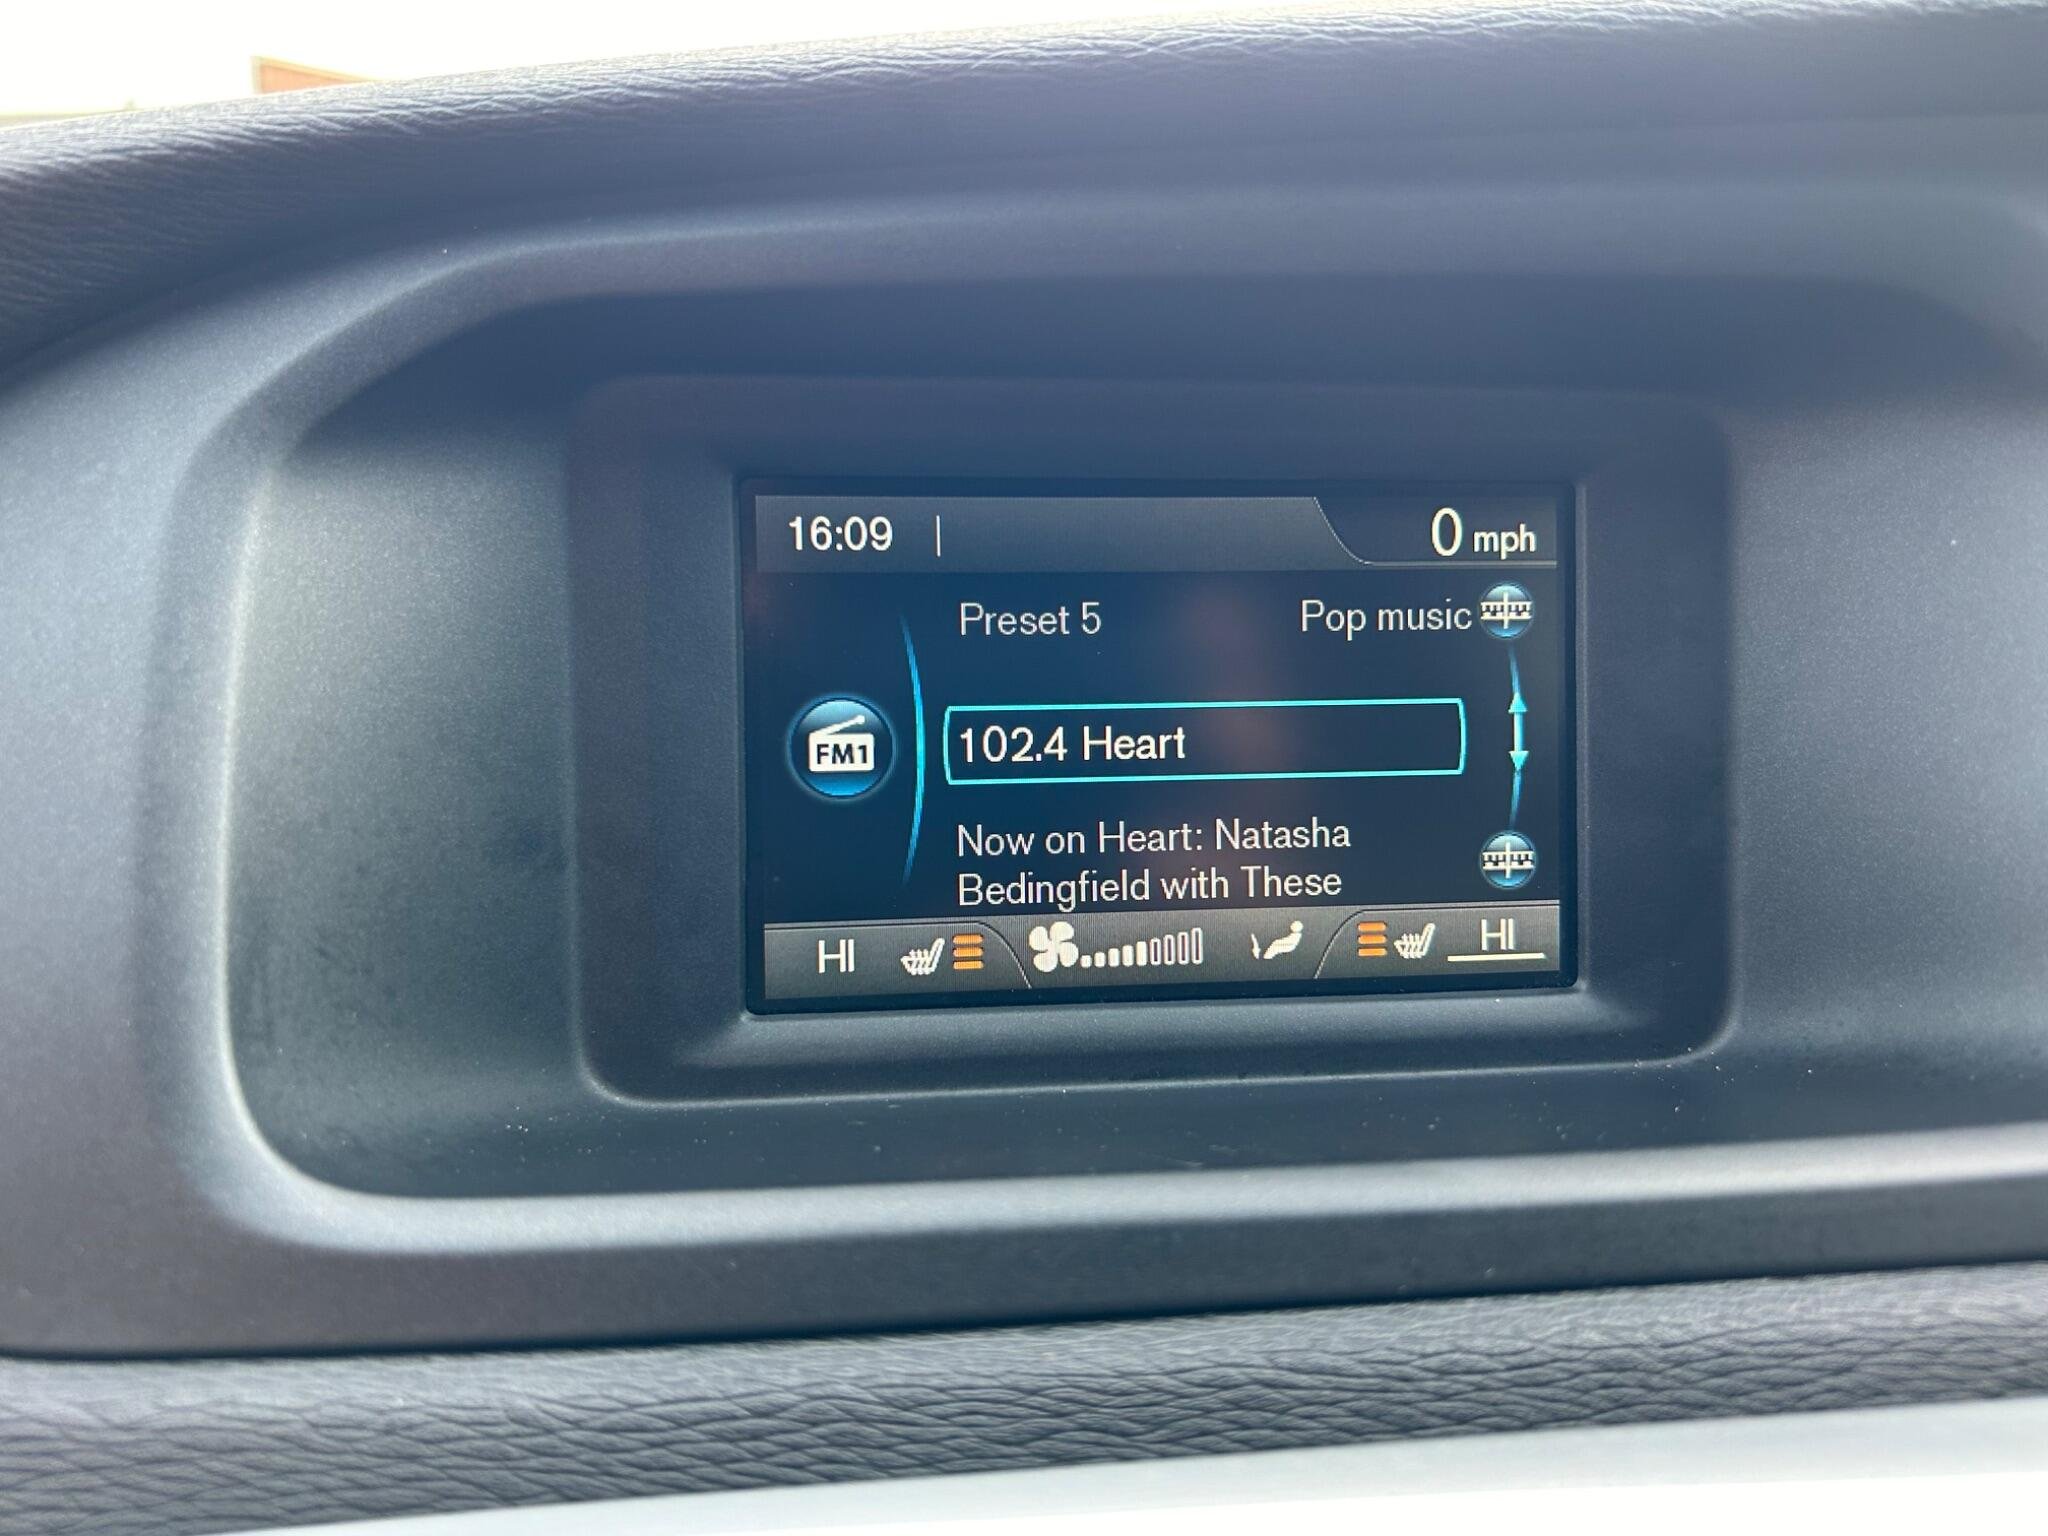 16:09 | 0 mph
Preset 5 Pop music
FM1
102.4 Heart
Now on Heart: Natasha
Bedingfield with These
HI HI